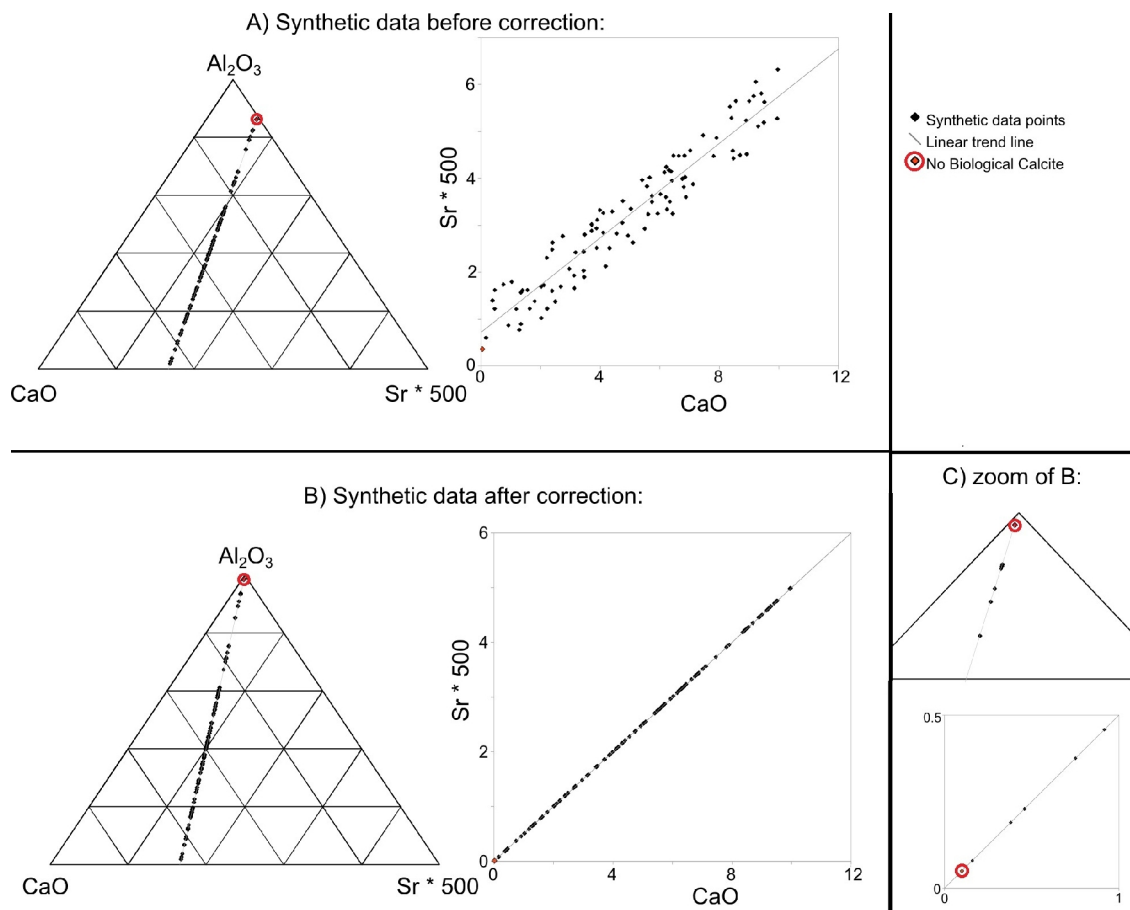 A) Synthetic data before correction:
Al₂O₃
CaO
Sr * 500
Sr * 500
6
4
2
0
0
4
8
12
CaO
Synthetic data points
Linear trend line
No Biological Calcite
B) Synthetic data after correction:
Al₂O₃
CaO
Sr * 500
Sr * 500
6
4
2
0
0
4
8
12
CaO
C) zoom of B:
0.5
0
0
1